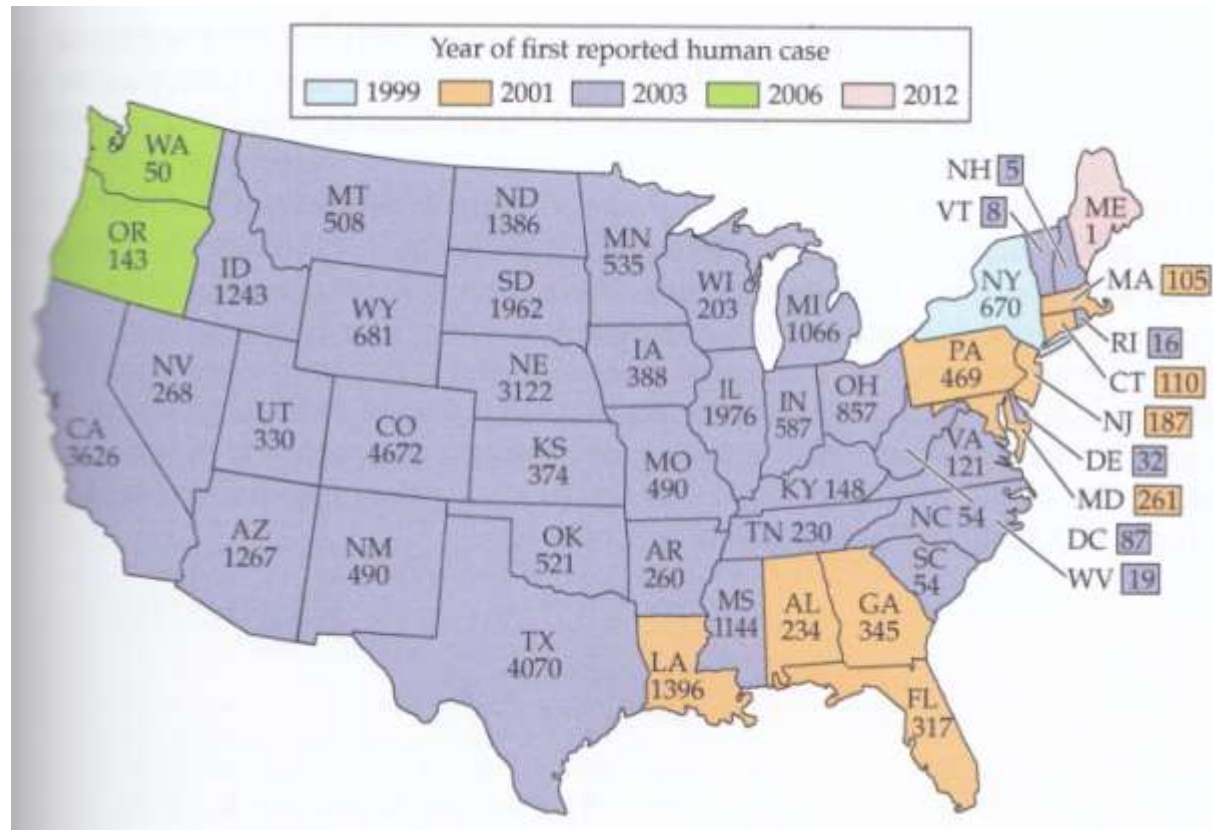 Year of first reported human case
1999 2001 2003 2006 2012
WA
50
OR
143
MT
508
ID
1243
ND
1386
MN
535
SD
1962
WY
681
WI
203
MI
1066
NH 5
VT 8
ME
1
NY
670
MA 105
RI 16
CT 110
NJ 187
DE 32
MD 261
DC 87
WV 19
PA
469
NV
268
UT
330
CO
4672
NE
3122
IA
388
IL
1976
IN
587
OH
857
CA
3626
KS
374
MO
490
KY 148
VA
121
AZ
1267
NM
490
OK
521
AR
260
TN 230
NC 54
SC
54
TX
4070
LA
1396
MS
1144
AL
234
GA
345
FL
317